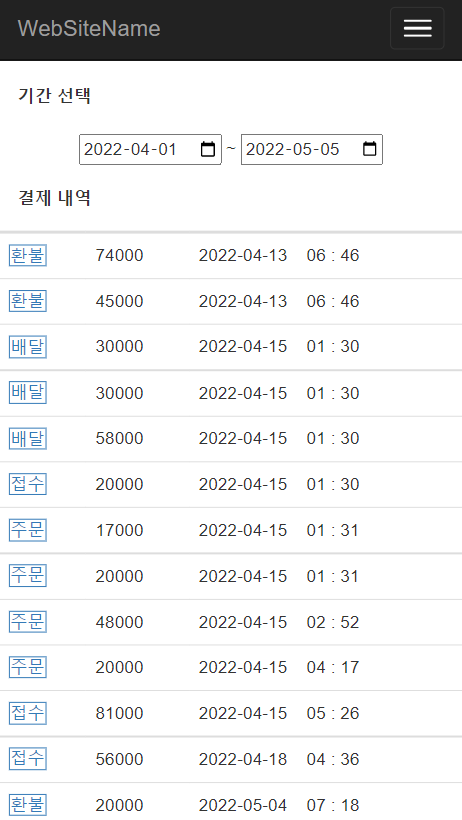 WebSiteName
기간 선택
2022-04-01 ~ 2022-05-05
결제 내역
환불 74000 2022-04-13 06 : 46
환불 45000 2022-04-13 06 : 46
배달 30000 2022-04-15 01 : 30
배달 30000 2022-04-15 01 : 30
배달 58000 2022-04-15 01 : 30
접수 20000 2022-04-15 01 : 30
주문 17000 2022-04-15 01 : 31
주문 20000 2022-04-15 01 : 31
주문 48000 2022-04-15 02 : 52
주문 20000 2022-04-15 04 : 17
접수 81000 2022-04-15 05 : 26
접수 56000 2022-04-18 04 : 36
환불 20000 2022-05-04 07 : 18